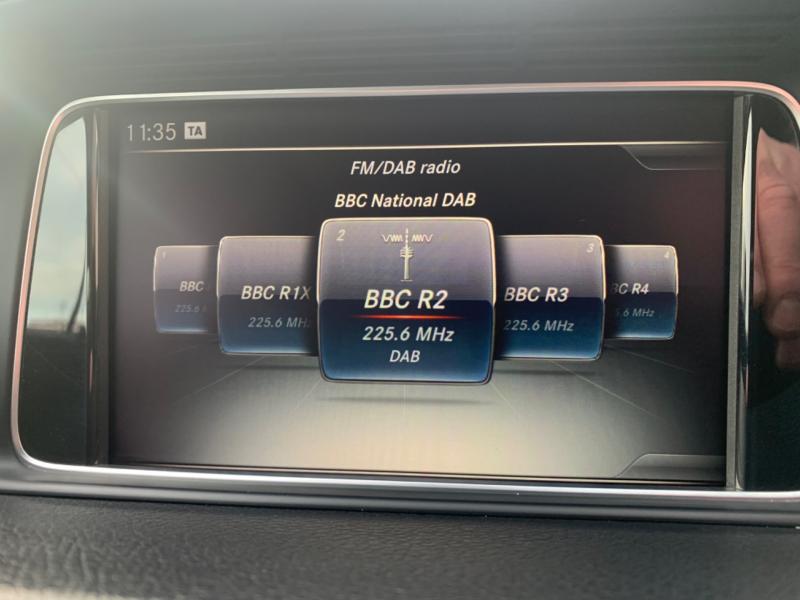 11:35 TA
FM/DAB radio
BBC National DAB
1
BBC
225.6
BBC R1X
225.6 MHz
2
BBC R2
225.6 MHz
DAB
3
BBC R3
225.6 MHz
4
BC R4
5.6 MHz